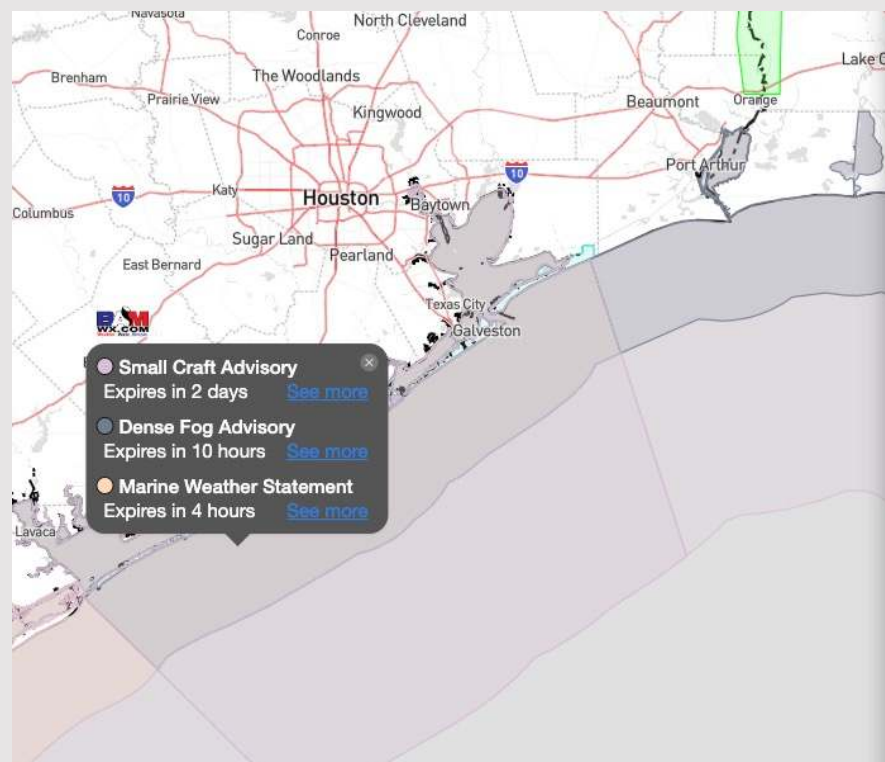 Navasota
North Cleveland
Conroe
Lake C
Brenham
The Woodlands
Prairie View
Kingwood
Beaumont
Orange
Port Arthur
10
10
Katy
Houston
Baytown
Columbus
Sugar Land
Pearland
East Bernard
Texas City
Galveston
BAM
WX.COM
Small Craft Advisory
Expires in 2 days See more
Dense Fog Advisory
Expires in 10 hours See more
Marine Weather Statement
Expires in 4 hours See more
Lavaca